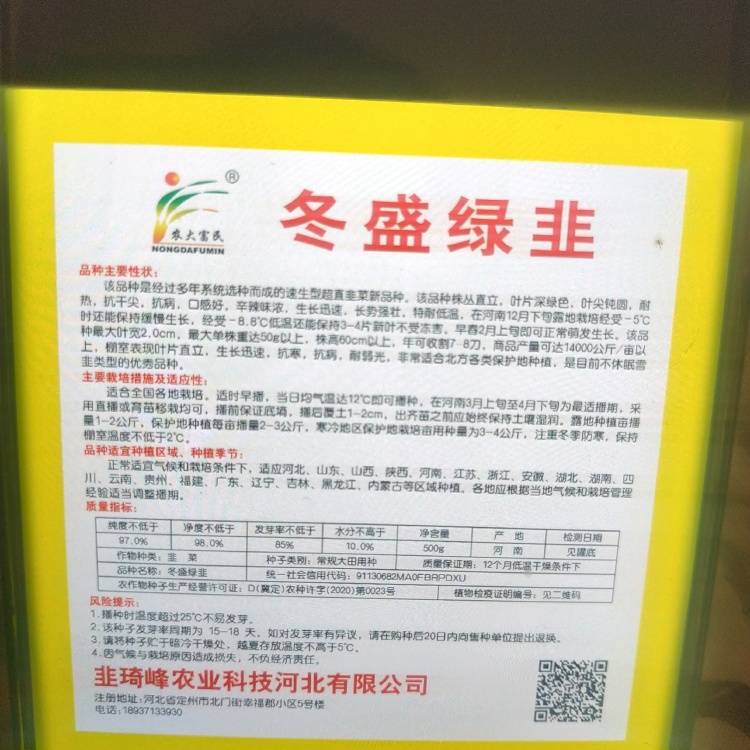 农大富民
®
NONGDAFUMIN
冬盛绿韭
品种主要性状：
该品种是经过多年系统选种而成的速生型超直韭菜新品种，该品种株丛直立，叶片深绿色，叶尖钝圆，耐
热，抗干尖，抗病，口感好，辛辣味浓，生长迅速，长势强壮，特耐低温，在河南12月下旬露地栽培经受－5℃
时还能保持缓慢生长，经受－8.8℃低温还能保持3-4片新叶不受冻害，早春2月上旬即可正常萌发生长。该品
种最大叶宽2.0cm，最大单株重达50g以上，株高60cm以上，年可收割7-8刀，商品产量可达14000公斤/亩以
上，棚室表现叶片直立，生长迅速，抗寒，抗病，耐弱光，非常适合北方各类保护地种植，是目前不休眠雪
韭类型的优秀品种。
主要栽培措施及适应性：
适合全国各地栽培，适时早播，当日均气温达12℃即可播种，在河南3月上旬至4月下旬为最适播期，采
用直播或育苗移栽均可，播前保证底墒，播后覆土1-2cm，出齐苗之前应始终保持土壤湿润。露地种植亩播
量1-2公斤，保护地种植每亩播量2-3公斤，寒冷地区保护地栽培亩用种量为3-4公斤，注重冬季防寒，保持
棚室温度不低于2℃。
品种适宜种植区域、种植季节：
正常适宜气候和栽培条件下，适应河北、山东、山西、陕西、河南、江苏、浙江、安徽、湖北、湖南、四
川、云南、贵州、福建、广东、辽宁、吉林、黑龙江、内蒙古等区域种植。各地应根据当地气候和栽培管理
经验适当调整播期。
质量指标：
纯度不低于 净度不低于 发芽率不低于 水分不高于 净含量 产 地 检测日期
97.0% 98.0% 85% 10.0% 500g 河 南 见罐底
作物种类：韭 菜 种子类别：常规大田用种 质量保证期：12个月低温干燥条件下
品种名称：冬盛绿韭 统一社会信用代码：91130682MA0FBRPDXU
农作物种子生产经营许可证：D(冀定)农种许字(2020)第0023号 植物检疫证明编号：见二维码
风险提示：
1.播种时温度超过25℃不易发芽。
2.该种子发芽率周期为 15-18 天，如对发芽率有异议，请在购种后20日内向售种单位提出退换。
3.请将种子贮于暗冷干燥处，越夏存放温度不高于5℃。
4.因气候与栽培原因造成损失，不负经济责任。
韭琦峰农业科技河北有限公司
注册地址：河北省定州市北门街幸福郡小区5号楼
电话：18937133930